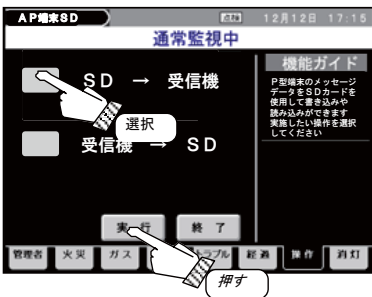 AP端末SD 点検 12月12日 17:15
通常監視中
機能ガイド
P型端末のメッセージ
データをSDカードを
使用して書き込みや
読み込みができます
実施したい操作を選択
してください
SD → 受信機
選択
受信機 → SD
実行 終了
管理者 火災 ガス トラブル 経過 操作 消灯
押す